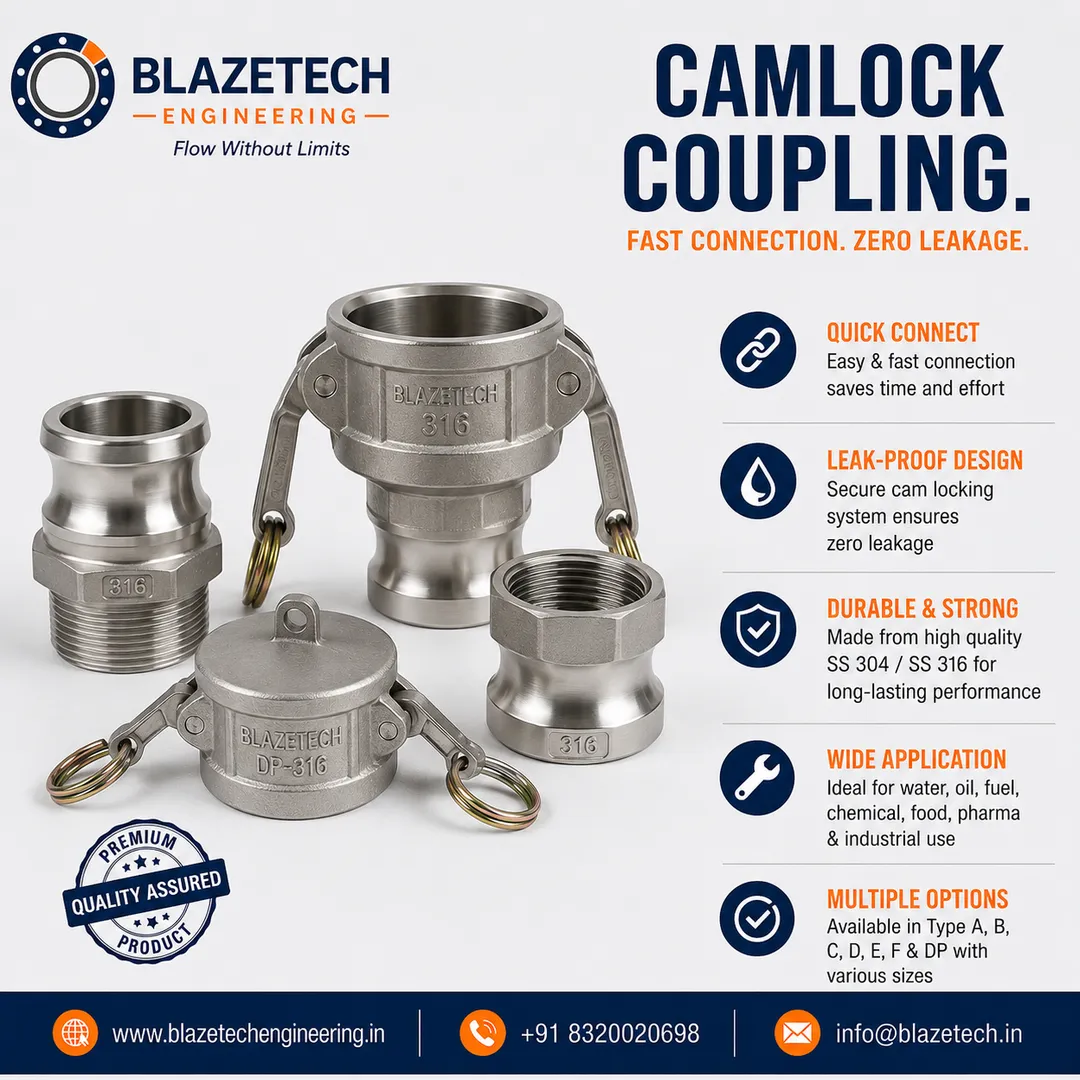 BLAZETECH
ENGINEERING
Flow Without Limits
CAMLOCK
COUPLING.
FAST CONNECTION. ZERO LEAKAGE.
BLAZETECH
316
316
BLAZETECH
DP-316
316
QUICK CONNECT
Easy & fast connection
saves time and effort
LEAK-PROOF DESIGN
Secure cam locking
system ensures
zero leakage
DURABLE & STRONG
Made from high quality
SS 304 / SS 316 for
long-lasting performance
WIDE APPLICATION
Ideal for water, oil, fuel,
chemical, food, pharma
& industrial use
MULTIPLE OPTIONS
Available in Type A, B,
C, D, E, F & DP with
various sizes
PREMIUM
QUALITY ASSURED
PRODUCT
www.blazetechengineering.in
+91 8320020698
info@blazetech.in